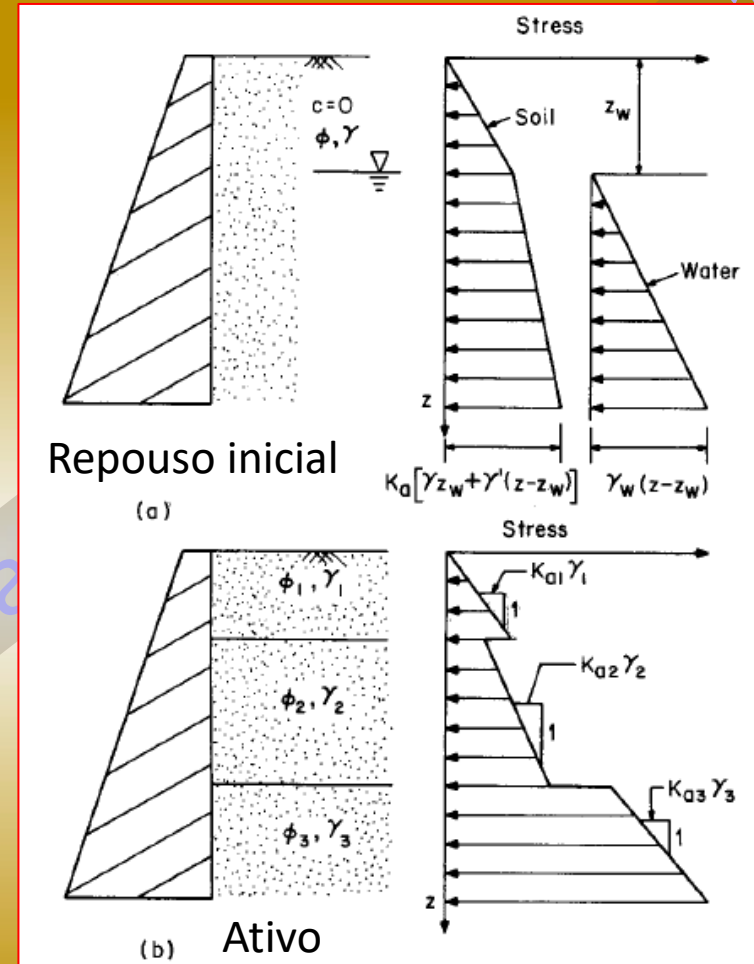 Stress
c=0
ϕ, γ
Soil
z_w
Water
z
Repouso inicial
K_a[γz_w+γ'(z-z_w)]
γ_w(z-z_w)
(a)
Stress
ϕ_1, γ_1
K_a1 γ_1
1
ϕ_2, γ_2
K_a2 γ_2
1
ϕ_3, γ_3
K_a3 γ_3
1
z
(b) Ativo